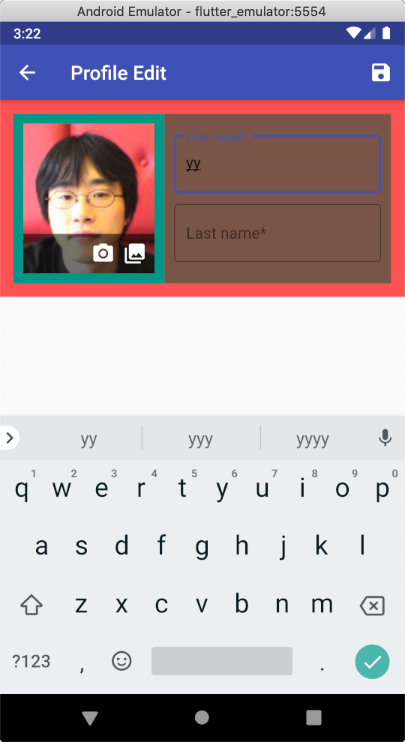 Android Emulator - flutter_emulator:5554
3:22
Profile Edit
yy
Last name*
yy yyy yyyy
1 2 3 4 5 6 7 8 9 0
q w e r t y u i o p
a s d f g h j k l
z x c v b n m
?123 , .